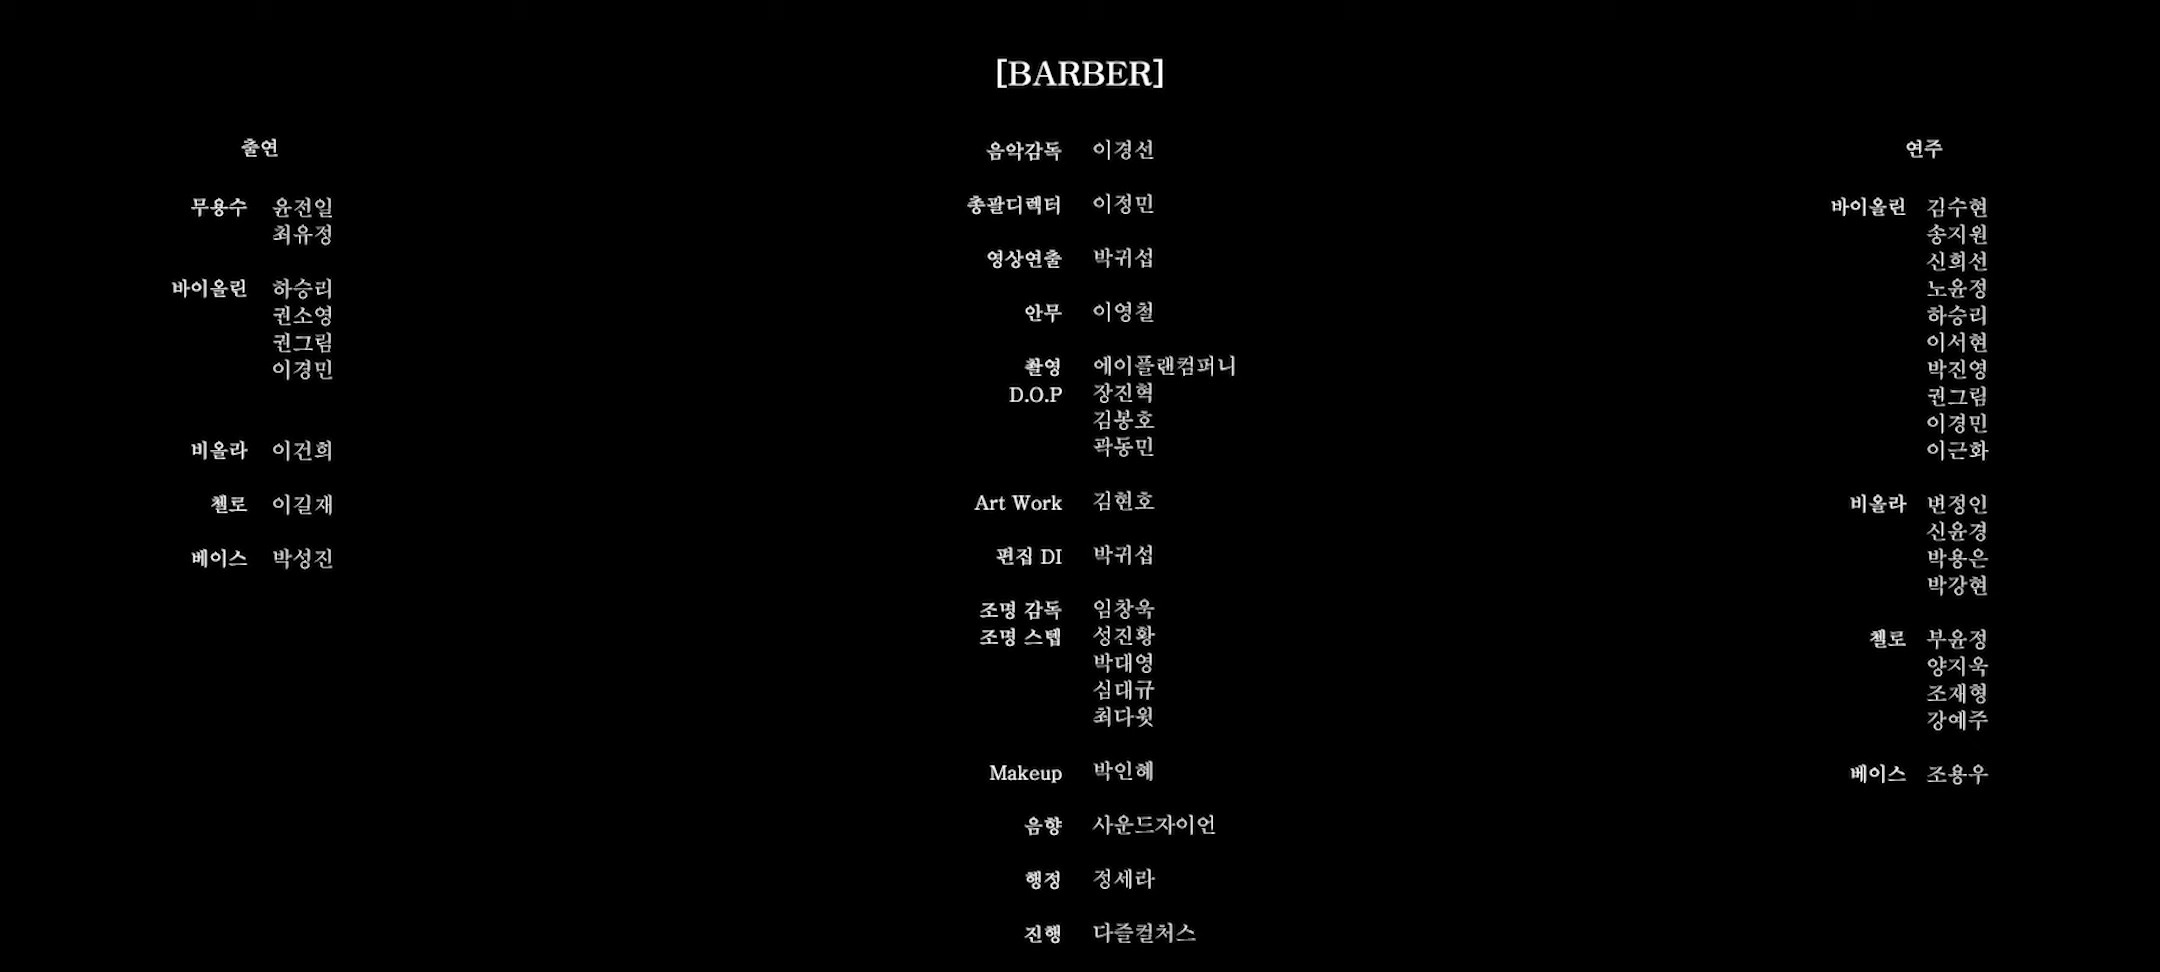 [BARBER]
출연
무용수 윤전일
최유정
바이올린 하승리
권소영
권그림
이경민
비올라 이건희
첼로 이길재
베이스 박성진
음악감독 이경선
총괄디렉터 이정민
영상연출 박귀섭
안무 이영철
촬영 에이플랜컴퍼니
D.O.P 장진혁
김봉호
곽동민
Art Work 김현호
편집 DI 박귀섭
조명 감독 임창욱
조명 스텝 성진황
박대영
심대규
최다윗
Makeup 박인혜
음향 사운드자이언
행정 정세라
진행 다즐컬처스
연주
바이올린 김수현
송지원
신희선
노윤정
하승리
이서현
박진영
권그림
이경민
이근화
비올라 변정인
신윤경
박용은
박강현
첼로 부윤정
양지욱
조재형
강예주
베이스 조용우